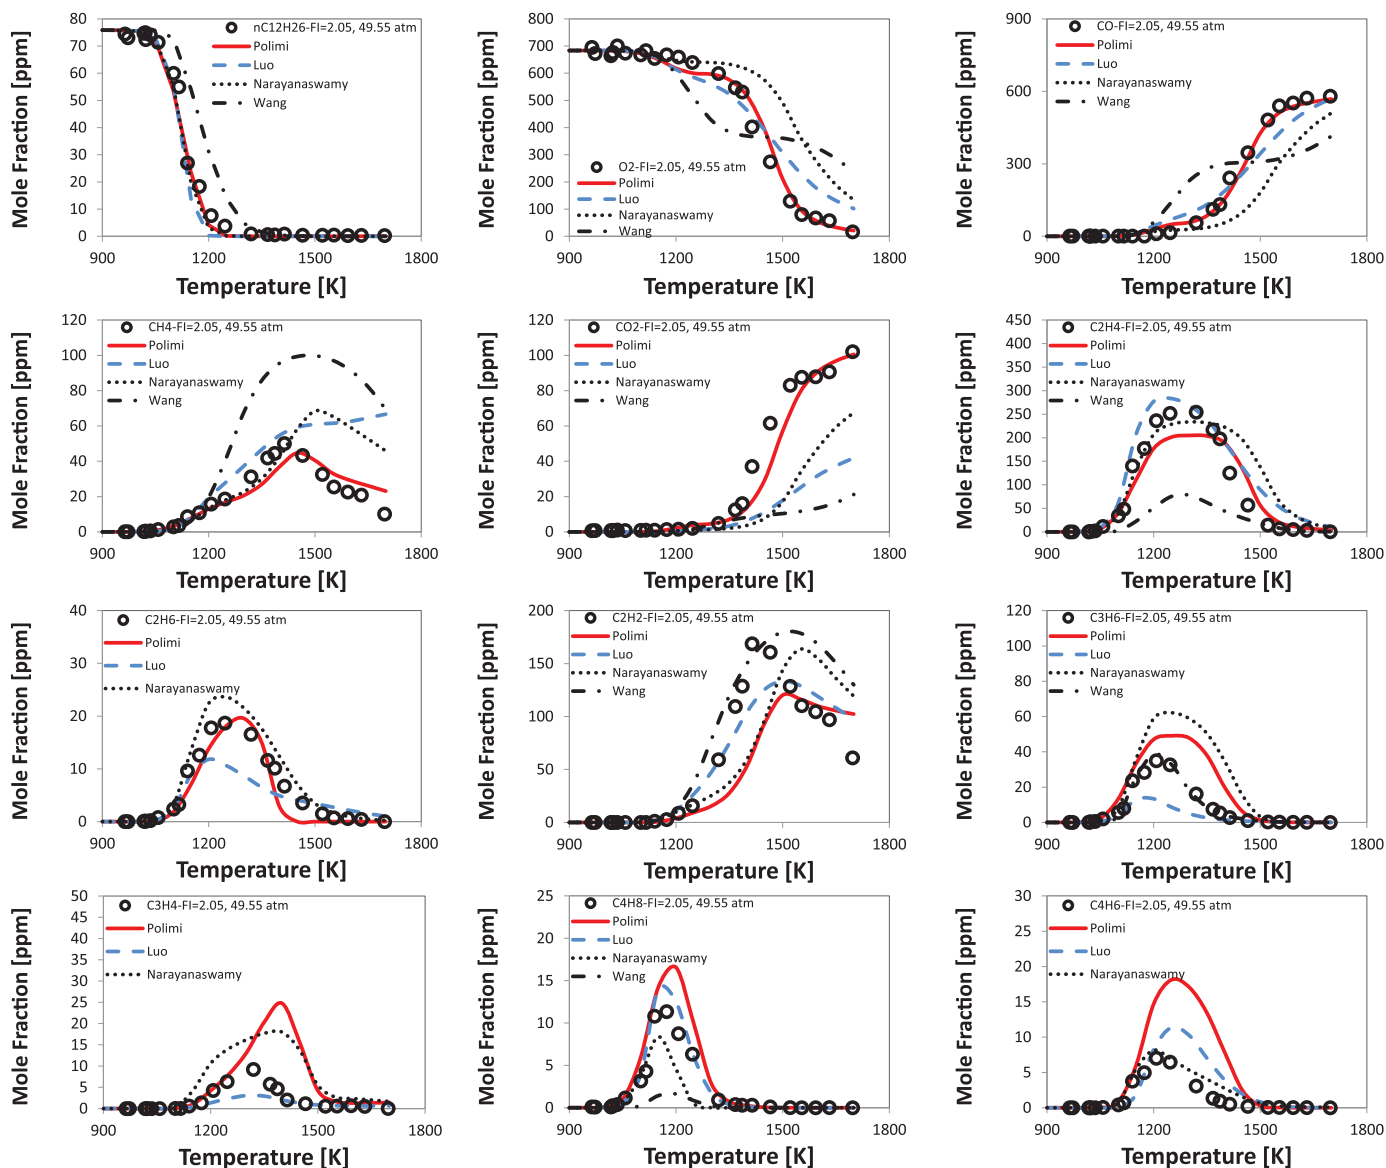 Mole Fraction [ppm]
80
70
60
50
40
30
20
10
0
nC12H26-FI=2.05, 49.55 atm
Polimi
Luo
Narayanaswamy
Wang
900
1200
1500
1800
Temperature [K]
Mole Fraction [ppm]
800
700
600
500
400
300
200
100
0
O2-FI=2.05, 49.55 atm
Polimi
Luo
Narayanaswamy
Wang
900
1200
1500
1800
Temperature [K]
Mole Fraction [ppm]
900
600
300
0
CO-FI=2.05, 49.55 atm
Polimi
Luo
Narayanaswamy
Wang
900
1200
1500
1800
Temperature [K]
Mole Fraction [ppm]
120
100
80
60
40
20
0
CH4-FI=2.05, 49.55 atm
Polimi
Luo
Narayanaswamy
Wang
900
1200
1500
1800
Temperature [K]
Mole Fraction [ppm]
120
100
80
60
40
20
0
CO2-FI=2.05, 49.55 atm
Polimi
Luo
Narayanaswamy
Wang
900
1200
1500
1800
Temperature [K]
Mole Fraction [ppm]
450
400
350
300
250
200
150
100
50
0
C2H4-FI=2.05, 49.55 atm
Polimi
Luo
Narayanaswamy
Wang
900
1200
1500
1800
Temperature [K]
Mole Fraction [ppm]
40
30
20
10
0
C2H6-FI=2.05, 49.55 atm
Polimi
Luo
Narayanaswamy
900
1200
1500
1800
Temperature [K]
Mole Fraction [ppm]
200
150
100
50
0
C2H2-FI=2.05, 49.55 atm
Polimi
Luo
Narayanaswamy
Wang
900
1200
1500
1800
Temperature [K]
Mole Fraction [ppm]
120
100
80
60
40
20
0
C3H6-FI=2.05, 49.55 atm
Polimi
Luo
Narayanaswamy
Wang
900
1200
1500
1800
Temperature [K]
Mole Fraction [ppm]
50
45
40
35
30
25
20
15
10
5
0
C3H4-FI=2.05, 49.55 atm
Polimi
Luo
Narayanaswamy
900
1200
1500
1800
Temperature [K]
Mole Fraction [ppm]
25
20
15
10
5
0
C4H8-FI=2.05, 49.55 atm
Polimi
Luo
Narayanaswamy
Wang
900
1200
1500
1800
Temperature [K]
Mole Fraction [ppm]
30
25
20
15
10
5
0
C4H6-FI=2.05, 49.55 atm
Polimi
Luo
Narayanaswamy
900
1200
1500
1800
Temperature [K]